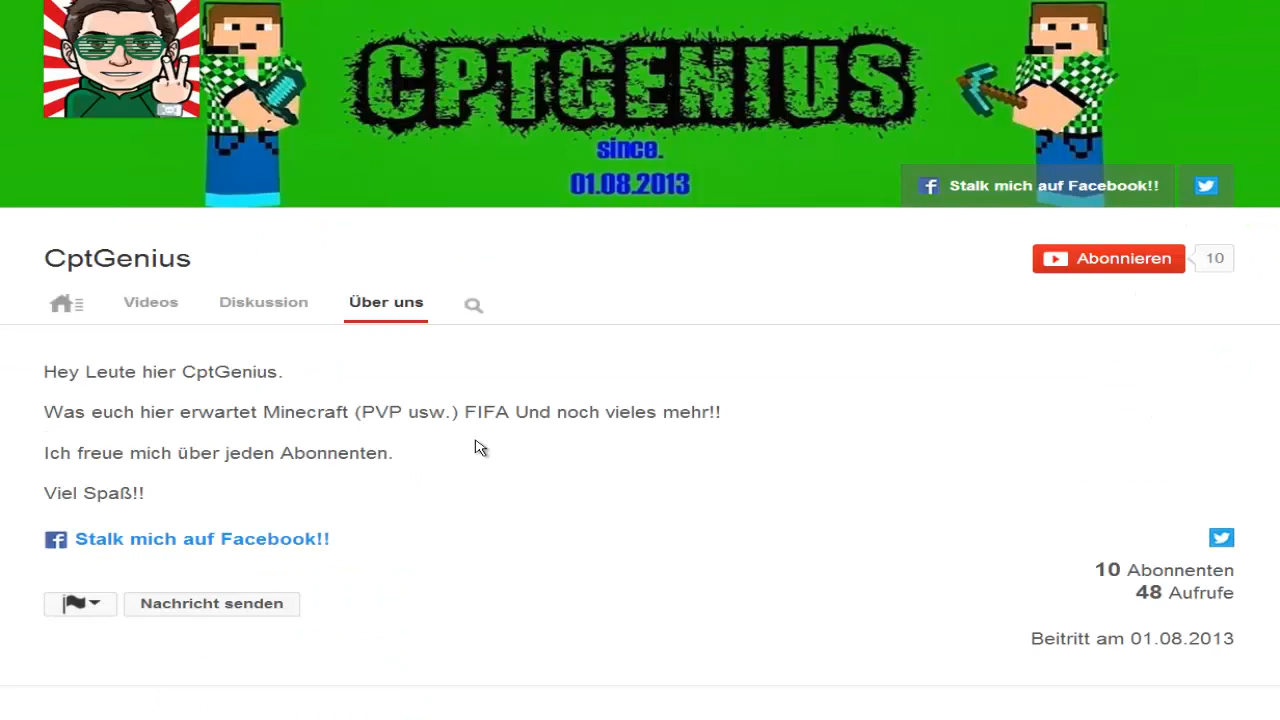 CPTGENIUS
since.
01.08.2013
Stalk mich auf Facebook!!
CptGenius
Abonnieren 10
Videos Diskussion Über uns
Hey Leute hier CptGenius.
Was euch hier erwartet Minecraft (PVP usw.) FIFA Und noch vieles mehr!!
Ich freue mich über jeden Abonnenten.
Viel Spaß!!
Stalk mich auf Facebook!!
10 Abonnenten
48 Aufrufe
Nachricht senden
Beitritt am 01.08.2013